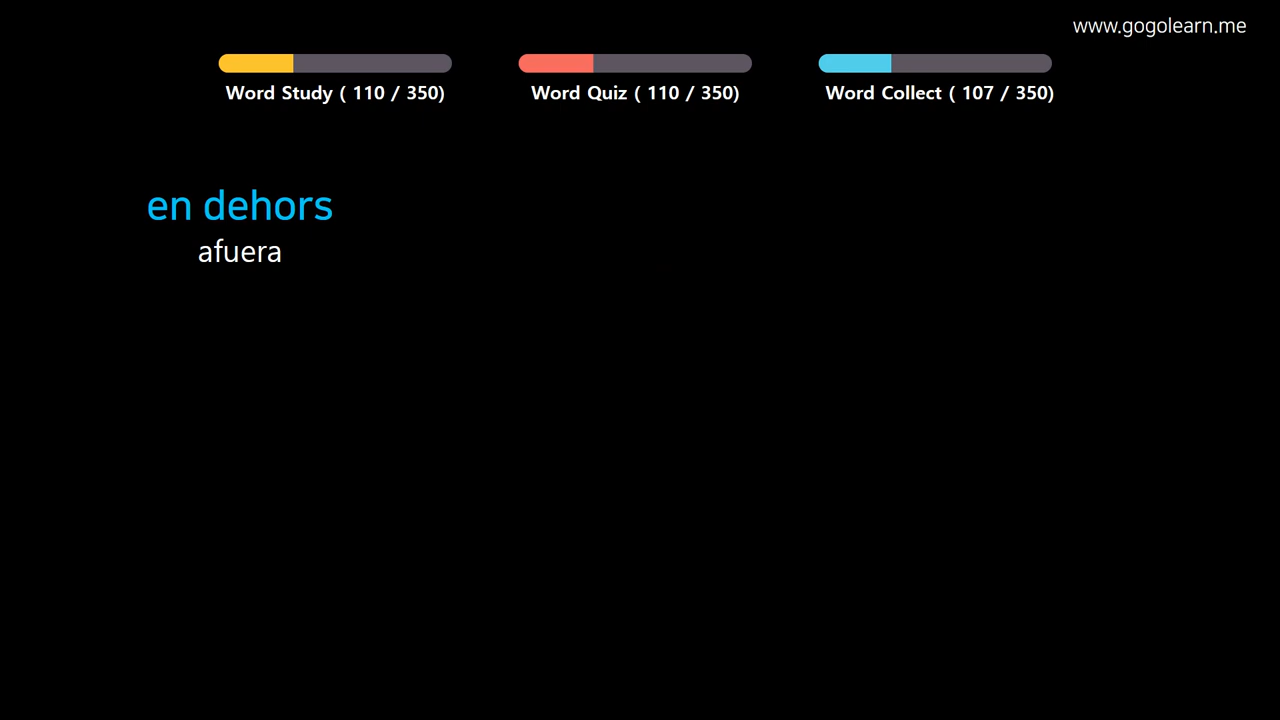 www.gogolearn.me
Word Study ( 110 / 350)
Word Quiz ( 110 / 350)
Word Collect ( 107 / 350)
en dehors
afuera